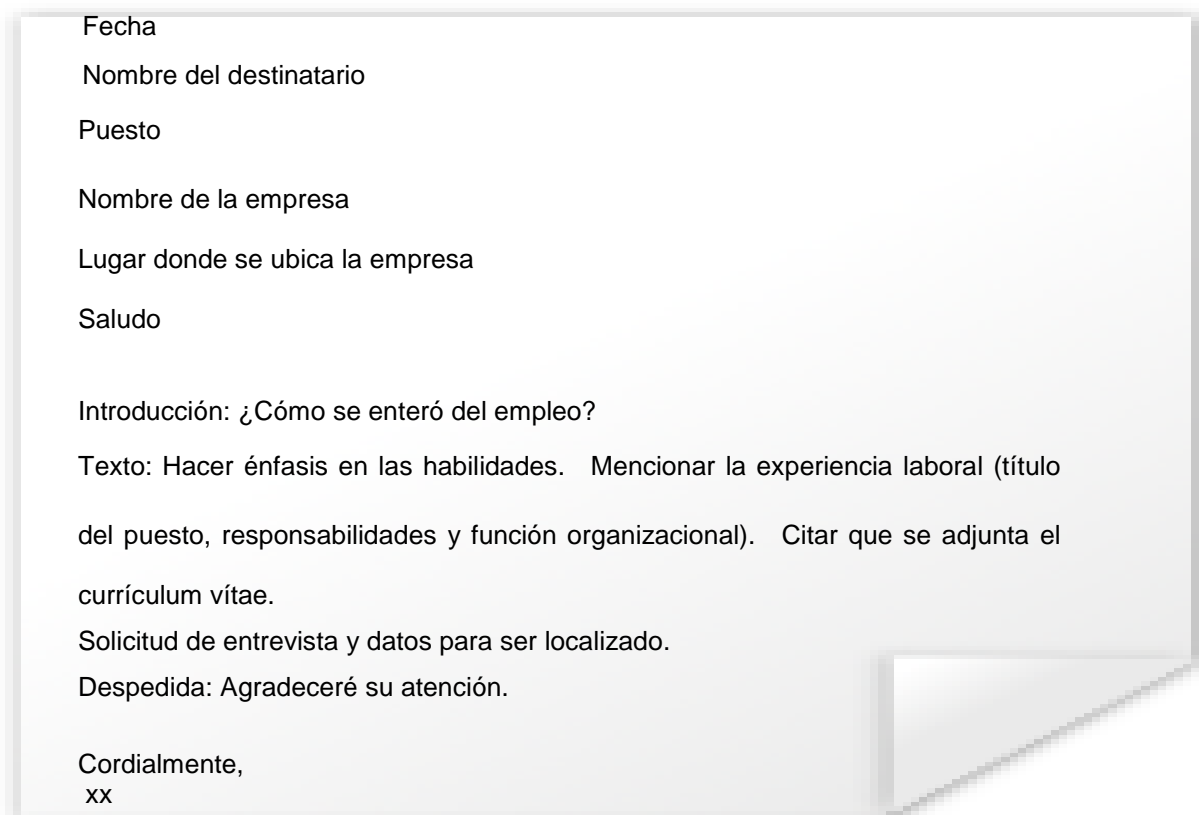 Fecha
Nombre del destinatario
Puesto
Nombre de la empresa
Lugar donde se ubica la empresa
Saludo
Introducción: ¿Cómo se enteró del empleo?
Texto: Hacer énfasis en las habilidades. Mencionar la experiencia laboral (título
del puesto, responsabilidades y función organizacional). Citar que se adjunta el
currículum vítae.
Solicitud de entrevista y datos para ser localizado.
Despedida: Agradeceré su atención.
Cordialmente,
xx